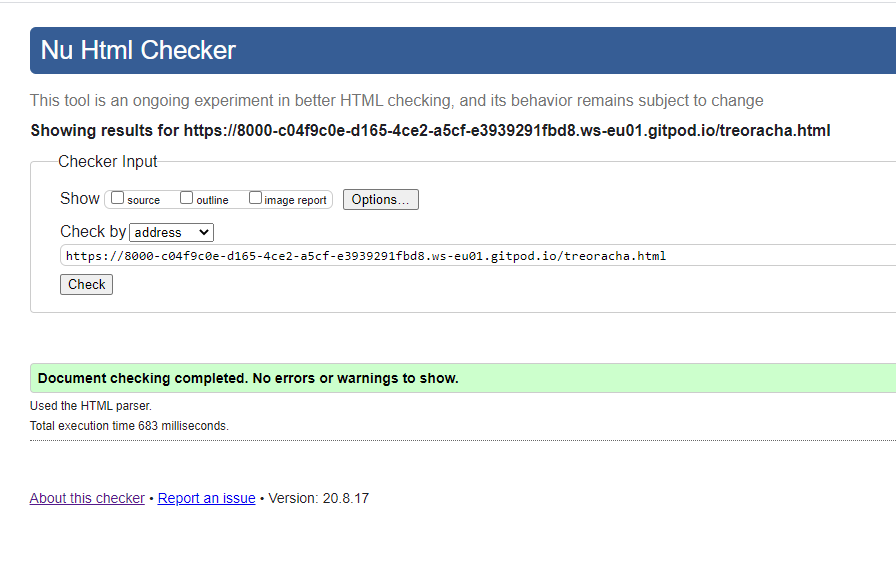 Nu Html Checker
This tool is an ongoing experiment in better HTML checking, and its behavior remains subject to change
Showing results for https://8000-c04f9c0e-d165-4ce2-a5cf-e3939291fbd8.ws-eu01.gitpod.io/treoracha.html
Checker Input
Show source outline image report Options...
Check by address
https://8000-c04f9c0e-d165-4ce2-a5cf-e3939291fbd8.ws-eu01.gitpod.io/treoracha.html
Check
Document checking completed. No errors or warnings to show.
Used the HTML parser.
Total execution time 683 milliseconds.
About this checker • Report an issue • Version: 20.8.17